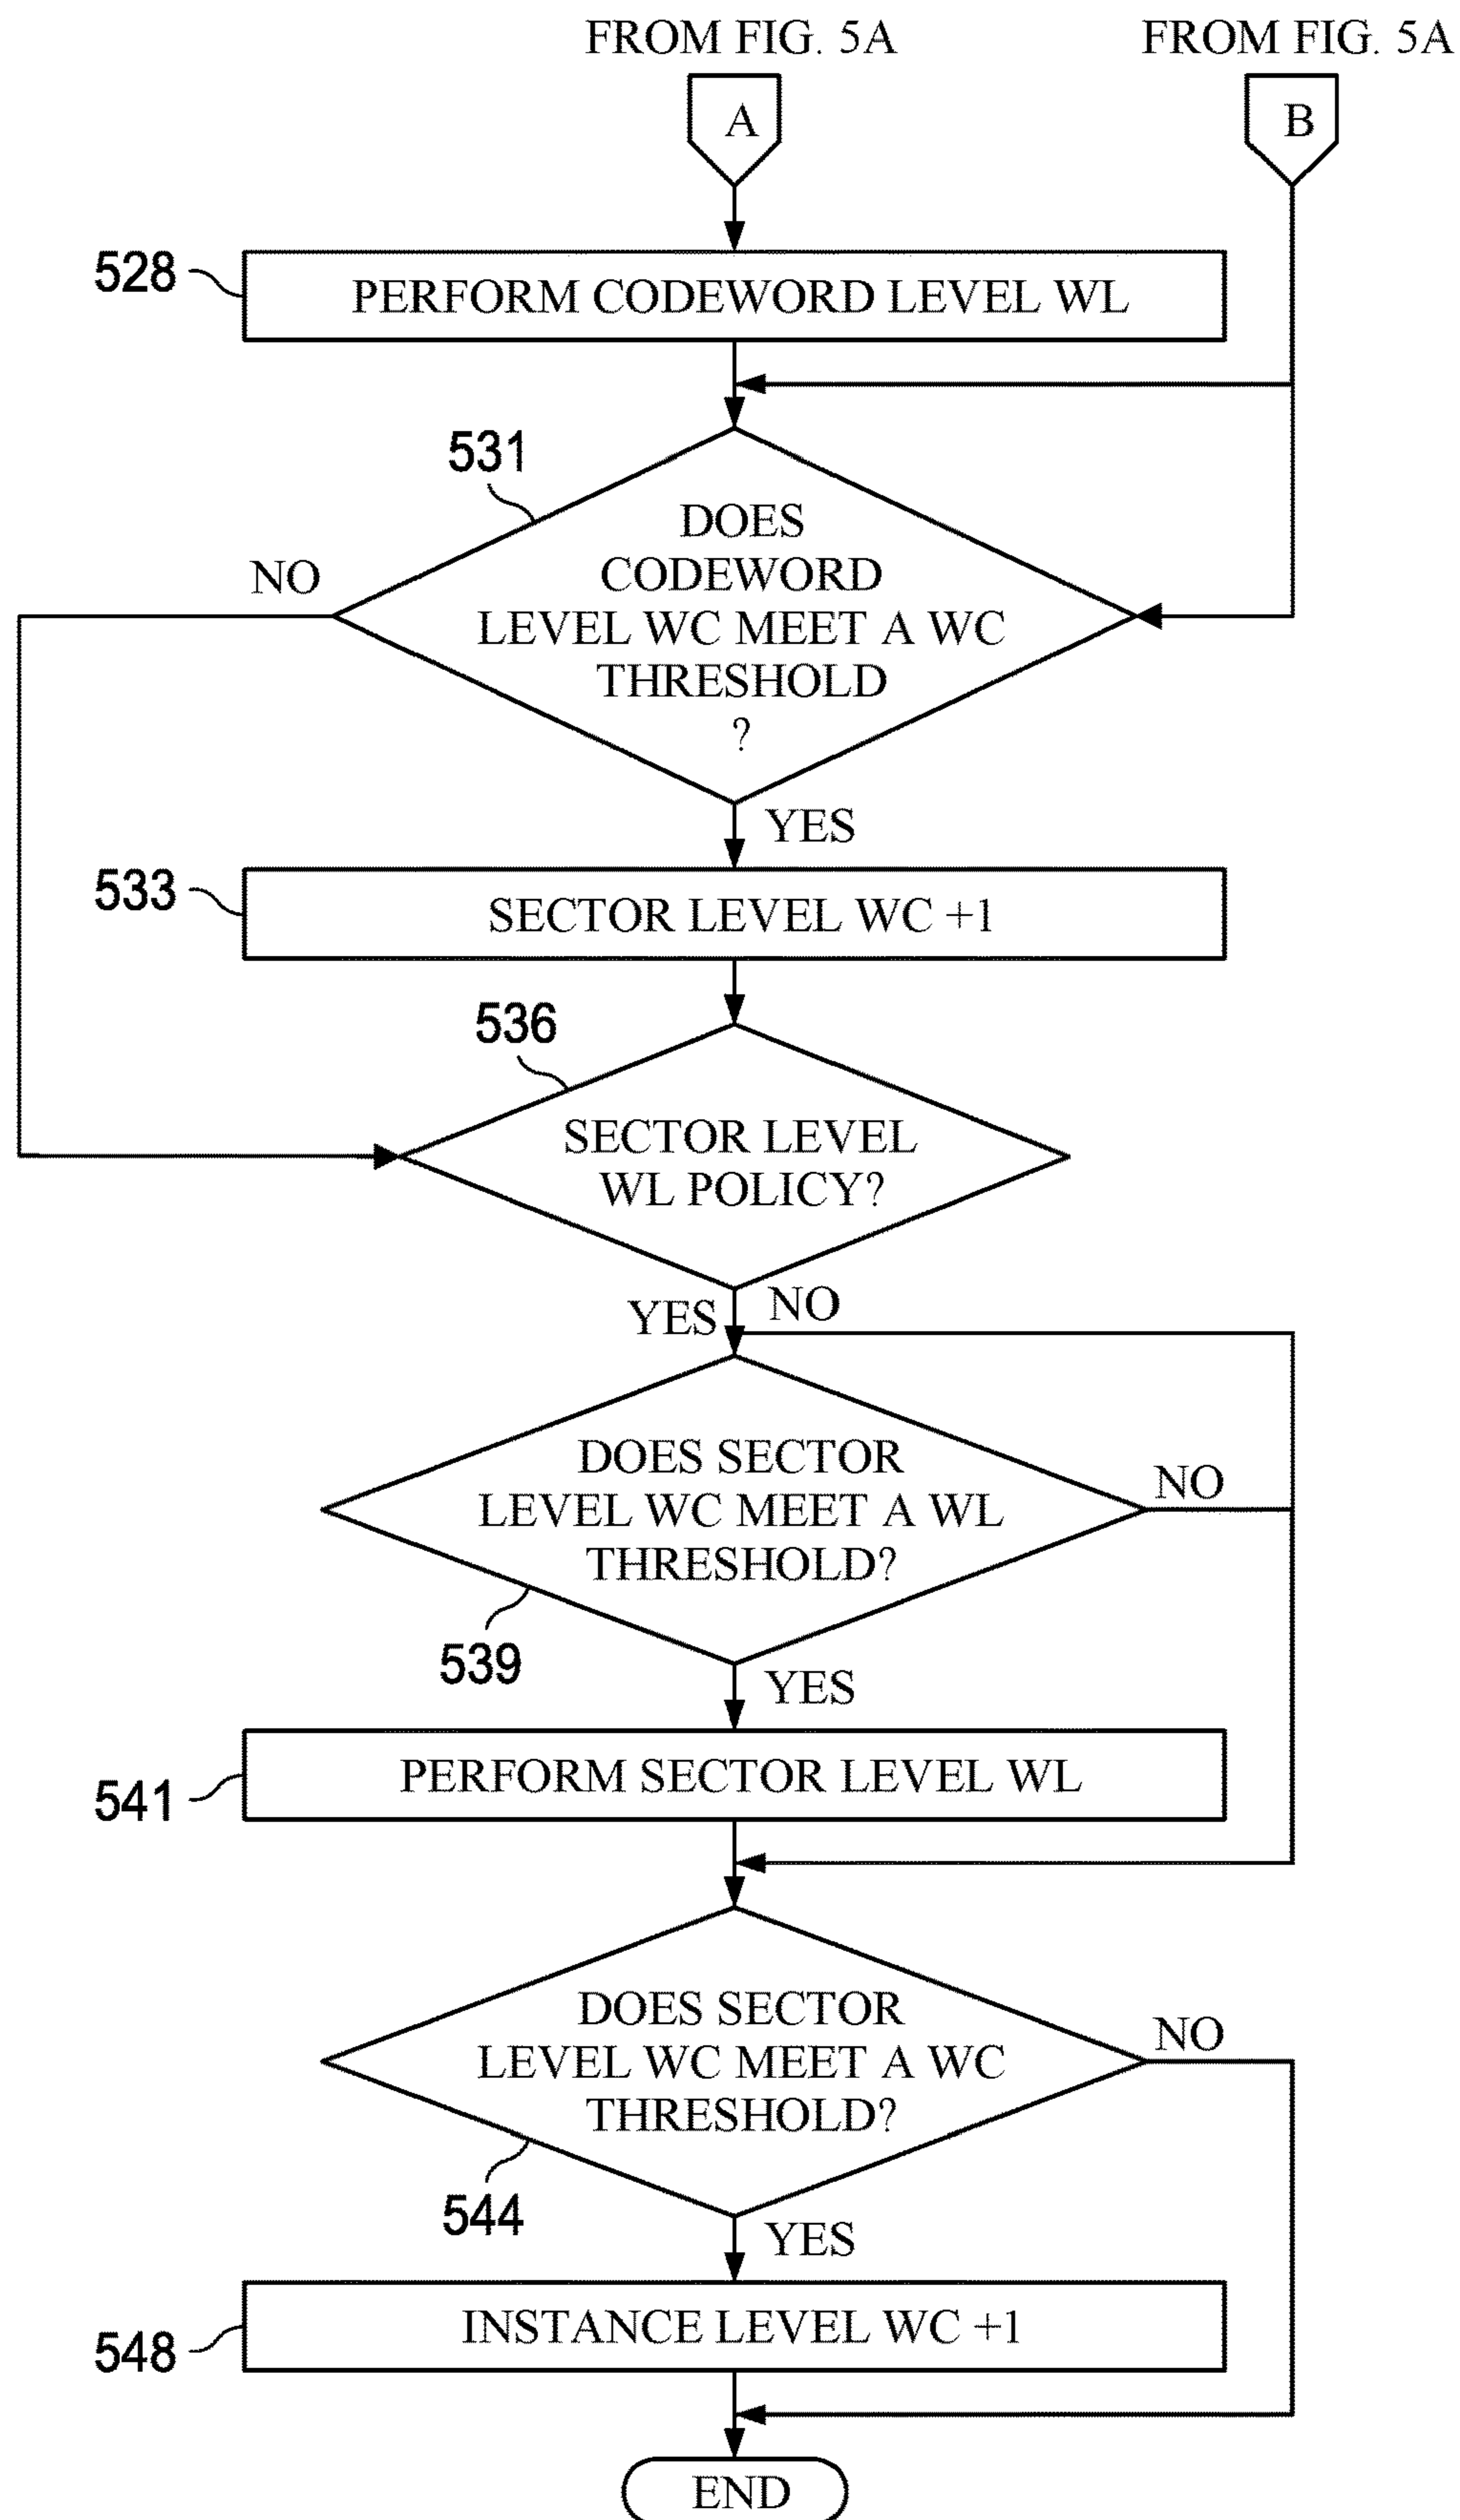 FROM FIG. 5A
FROM FIG. 5A
A
B
528
PERFORM CODEWORD LEVEL WL
531
DOES
CODEWORD
LEVEL WC MEET A WC
THRESHOLD
?
NO
YES
533
SECTOR LEVEL WC +1
536
SECTOR LEVEL
WL POLICY?
YES
NO
DOES SECTOR
LEVEL WC MEET A WL
THRESHOLD?
NO
539
YES
541
PERFORM SECTOR LEVEL WL
DOES SECTOR
LEVEL WC MEET A WC
THRESHOLD?
NO
544
YES
548
INSTANCE LEVEL WC +1
END